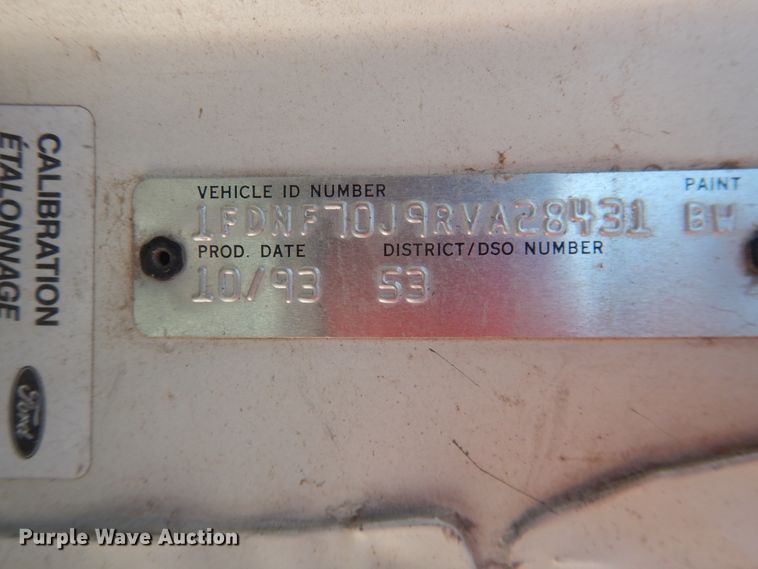 CALIBRATION
ÉTALONNAGE
Ford
VEHICLE ID NUMBER PAINT
1FDNF70J9RVA28431 BW
PROD. DATE DISTRICT/DSO NUMBER
10/93 53
Purple Wave Auction